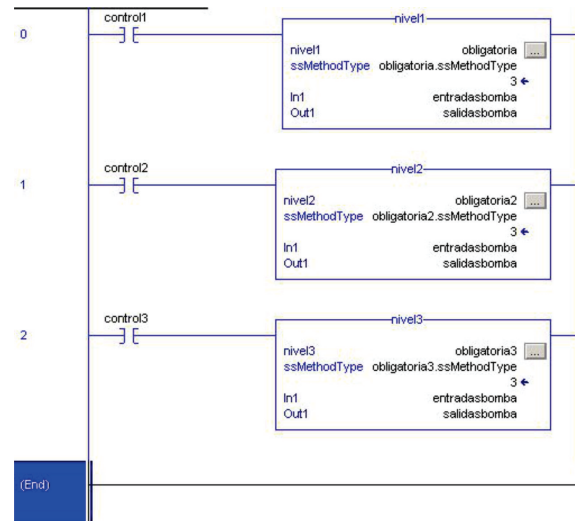 control1
nivel1
0
nivel1 obligatoria ...
ssMethodType obligatoria.ssMethodType
3
In1 entradasbomba
Out1 salidasbomba
control2
nivel2
1
nivel2 obligatoria2 ...
ssMethodType obligatoria2.ssMethodType
3
In1 entradasbomba
Out1 salidasbomba
control3
nivel3
2
nivel3 obligatoria3 ...
ssMethodType obligatoria3.ssMethodType
3
In1 entradasbomba
Out1 salidasbomba
(End)